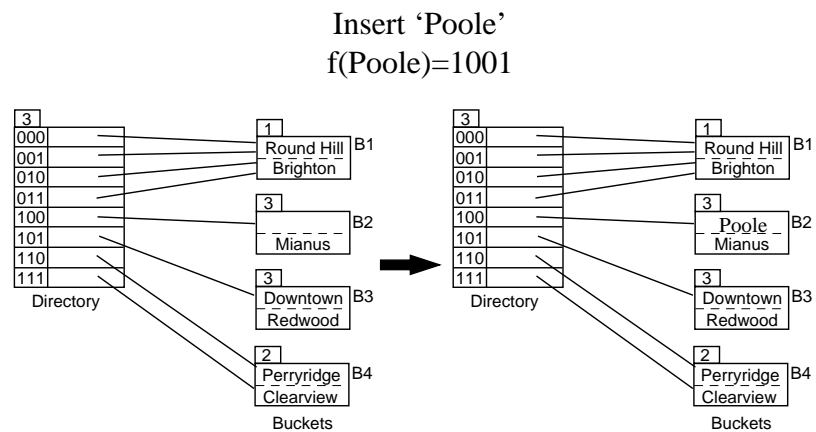 Insert ‘Poole’
f(Poole)=1001
3
000
001
010
011
100
101
110
111
Directory
1
Round Hill
Brighton
B1
3
Mianus
B2
3
Downtown
Redwood
B3
2
Perryridge
Clearview
B4
Buckets
3
000
001
010
011
100
101
110
111
Directory
1
Round Hill
Brighton
B1
3
Poole
Mianus
B2
3
Downtown
Redwood
B3
2
Perryridge
Clearview
B4
Buckets